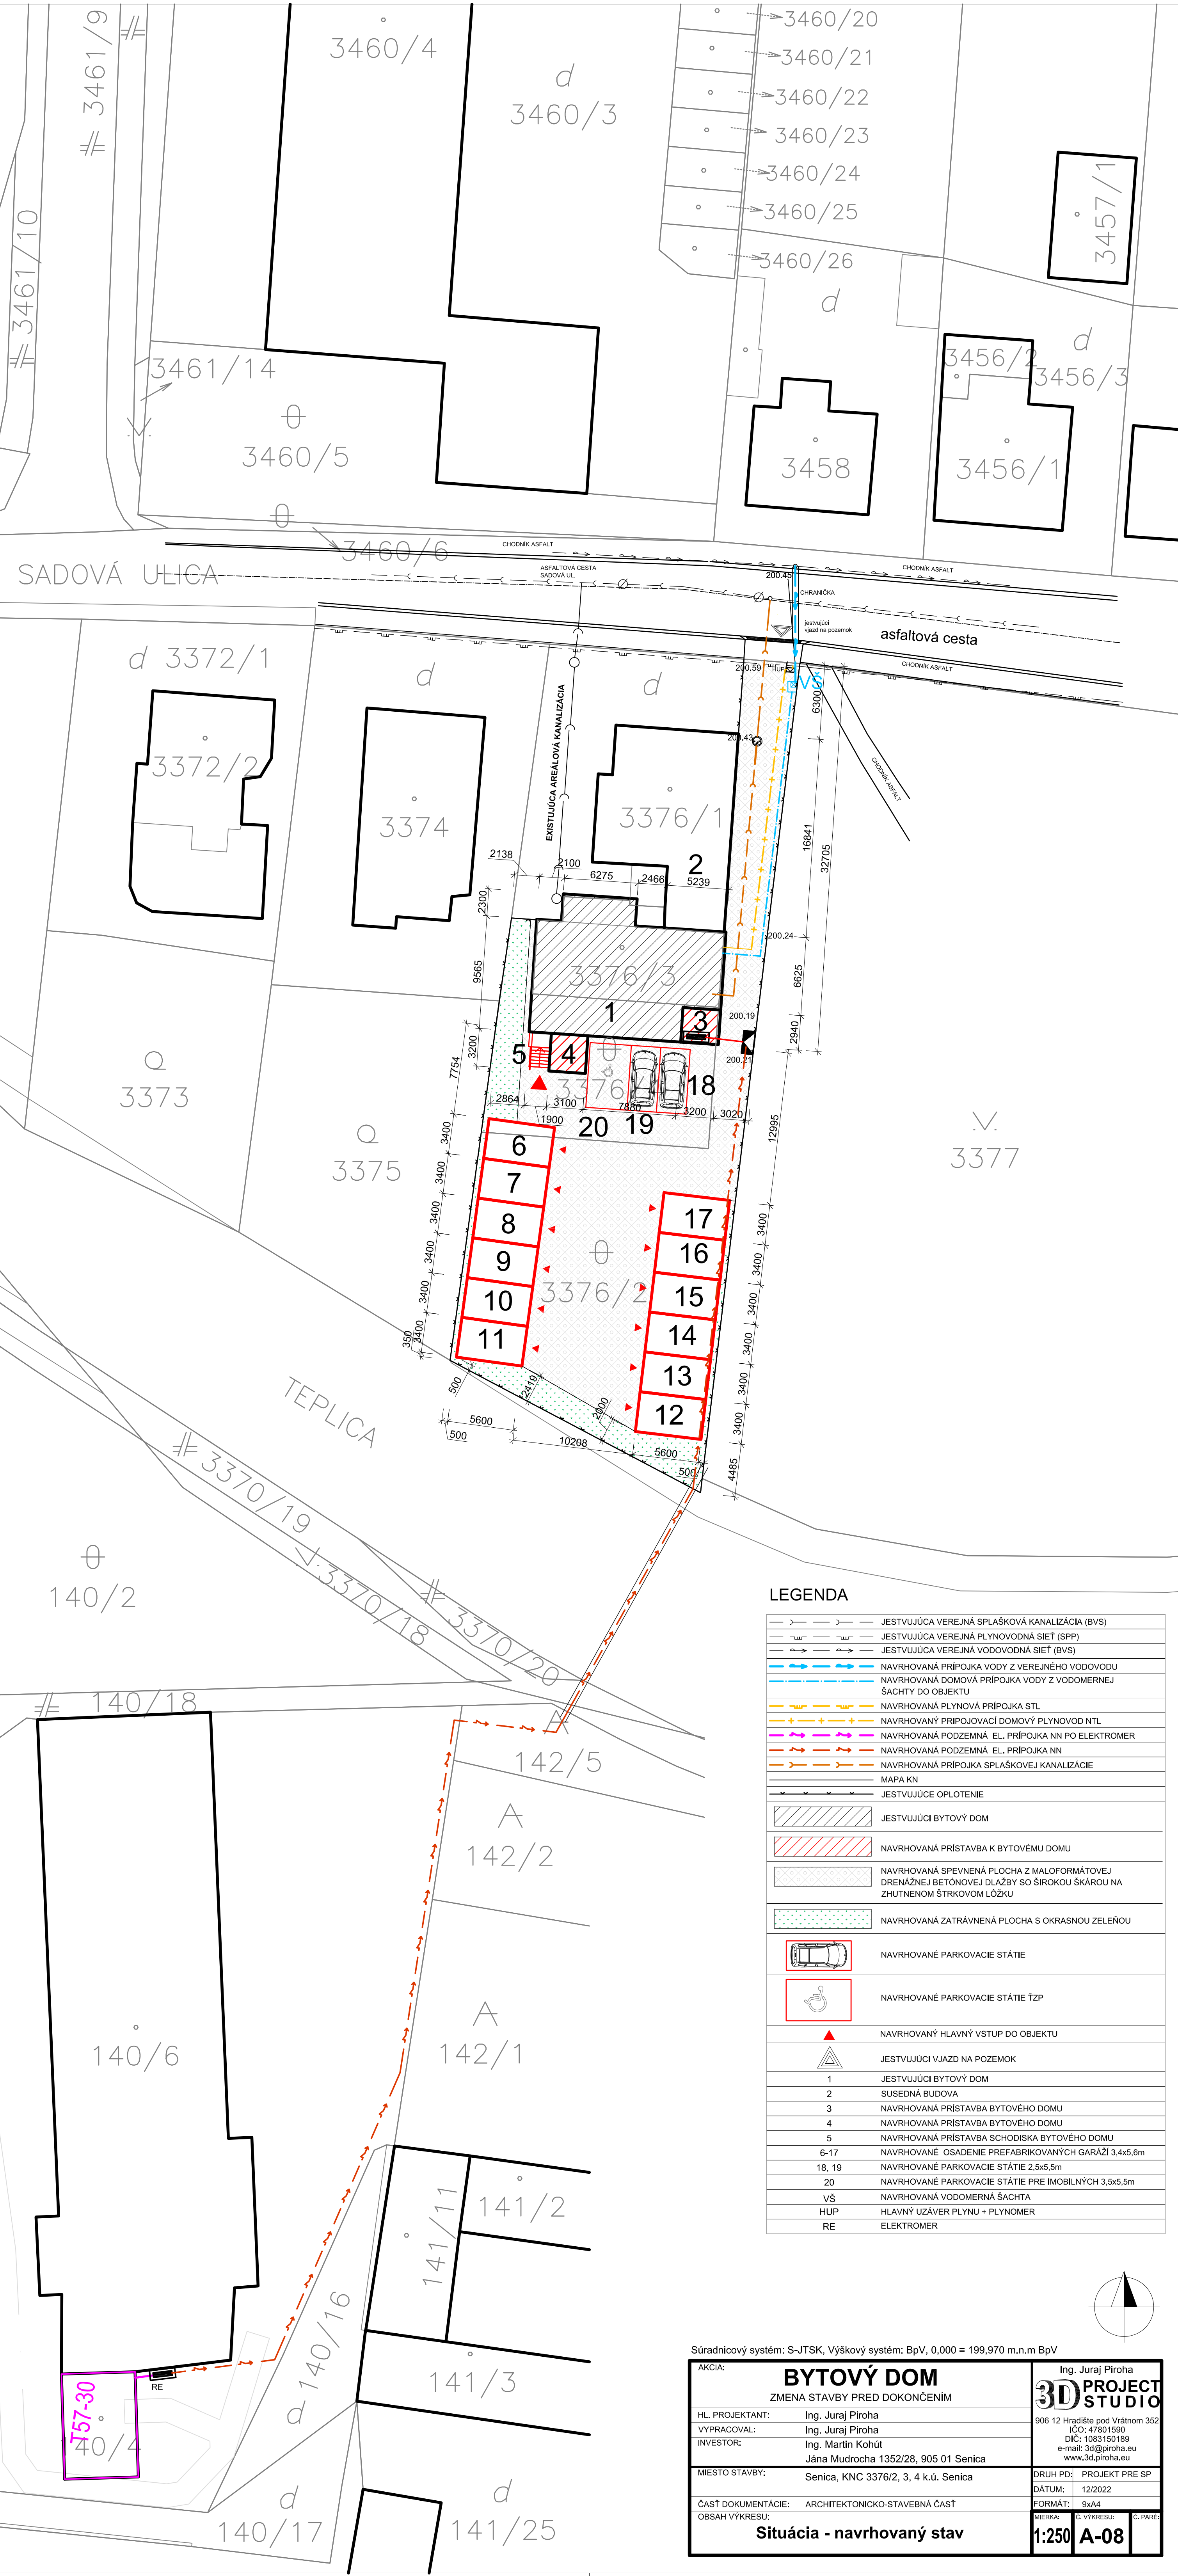 3461/9
3460/4
d
3460/3
3460/20
3460/21
3460/22
3460/23
3460/24
3460/25
3460/26
3457/1
3461/10
3461/14
3460/5
d
3458
3456/2
d
3456/3
3456/1
3460/6
SADOVÁ ULICA
CHODNÍK ASFALT
ASFALTOVÁ CESTA
SADOVÁ UL.
200.45
CHRANIČKA
CHODNÍK ASFALT
jestvujúci
vjazd na pozemok
asfaltová cesta
CHODNÍK ASFALT
d 3372/1
d
d
200.59
HUP
VŠ
6300
200.43
CHODNÍK ASFALT
EXISTUJÚCA AREÁLOVÁ KANALIZÁCIA
3372/2
3374
3376/1
2
16841
32705
2138
2100
6275
2466
5239
2300
9565
200.24
6625
3376/3
1
3
200.19
2940
200.21
3200
7754
5
4
3376/4
18
2864
3100
7880
3200
3020
1900
20
19
12995
3373
3375
3377
3400
3400
3400
3400
3400
3400
350
6
7
8
9
10
11
17
16
15
14
13
12
3376/2
3400
3400
3400
3400
3400
3400
4485
500
2419
2000
5600
500
10208
5600
500
TEPLICA
3370/19
3370/18
3370/20
140/2
140/18
142/5
142/2
142/1
140/6
141/2
141/11
141/3
d 140/16
RE
T57-30
140/4
d
140/17
d
141/25
LEGENDA
JESTVUJÚCA VEREJNÁ SPLAŠKOVÁ KANALIZÁCIA (BVS)
JESTVUJÚCA VEREJNÁ PLYNOVODNÁ SIEŤ (SPP)
JESTVUJÚCA VEREJNÁ VODOVODNÁ SIEŤ (BVS)
NAVRHOVANÁ PRÍPOJKA VODY Z VEREJNÉHO VODOVODU
NAVRHOVANÁ DOMOVÁ PRÍPOJKA VODY Z VODOMERNEJ
ŠACHTY DO OBJEKTU
NAVRHOVANÁ PLYNOVÁ PRÍPOJKA STL
NAVRHOVANÝ PRIPOJOVACÍ DOMOVÝ PLYNOVOD NTL
NAVRHOVANÁ PODZEMNÁ EL. PRÍPOJKA NN PO ELEKTROMER
NAVRHOVANÁ PODZEMNÁ EL. PRÍPOJKA NN
NAVRHOVANÁ PRÍPOJKA SPLAŠKOVEJ KANALIZÁCIE
MAPA KN
JESTVUJÚCE OPLOTENIE
JESTVUJÚCI BYTOVÝ DOM
NAVRHOVANÁ PRÍSTAVBA K BYTOVÉMU DOMU
NAVRHOVANÁ SPEVNENÁ PLOCHA Z MALOFORMÁTOVEJ
DRENÁŽNEJ BETÓNOVEJ DLAŽBY SO ŠIROKOU ŠKÁROU NA
ZHUTNENOM ŠTRKOVOM LÔŽKU
NAVRHOVANÁ ZATRÁVNENÁ PLOCHA S OKRASNOU ZELEŇOU
NAVRHOVANÉ PARKOVACIE STÁTIE
NAVRHOVANÉ PARKOVACIE STÁTIE ŤZP
NAVRHOVANÝ HLAVNÝ VSTUP DO OBJEKTU
JESTVUJÚCI VJAZD NA POZEMOK
1 JESTVUJÚCI BYTOVÝ DOM
2 SUSEDNÁ BUDOVA
3 NAVRHOVANÁ PRÍSTAVBA BYTOVÉHO DOMU
4 NAVRHOVANÁ PRÍSTAVBA BYTOVÉHO DOMU
5 NAVRHOVANÁ PRÍSTAVBA SCHODISKA BYTOVÉHO DOMU
6-17 NAVRHOVANÉ OSADENIE PREFABRIKOVANÝCH GARÁŽÍ 3,4x5,6m
18, 19 NAVRHOVANÉ PARKOVACIE STÁTIE 2,5x5,5m
20 NAVRHOVANÉ PARKOVACIE STÁTIE PRE IMOBILNÝCH 3,5x5,5m
VŠ NAVRHOVANÁ VODOMERNÁ ŠACHTA
HUP HLAVNÝ UZÁVER PLYNU + PLYNOMER
RE ELEKTROMER
Súradnicový systém: S-JTSK, Výškový systém: BpV, 0,000 = 199,970 m.n.m BpV
AKCIA: BYTOVÝ DOM
ZMENA STAVBY PRED DOKONČENÍM
HL. PROJEKTANT: Ing. Juraj Piroha
VYPRACOVAL: Ing. Juraj Piroha
INVESTOR: Ing. Martin Kohút
Jána Mudrocha 1352/28, 905 01 Senica
MIESTO STAVBY: Senica, KNC 3376/2, 3, 4 k.ú. Senica
ČASŤ DOKUMENTÁCIE: ARCHITEKTONICKO-STAVEBNÁ ČASŤ
OBSAH VÝKRESU:
Situácia - navrhovaný stav
Ing. Juraj Piroha
3D PROJECT STUDIO
906 12 Hradište pod Vrátnom 352
IČO: 47801590
DIČ: 1083150189
e-mail: 3d@piroha.eu
www.3d.piroha.eu
DRUH PD: PROJEKT PRE SP
DÁTUM: 12/2022
FORMÁT: 9xA4
MIERKA: Č. VÝKRESU: Č. PARÉ:
1:250 A-08